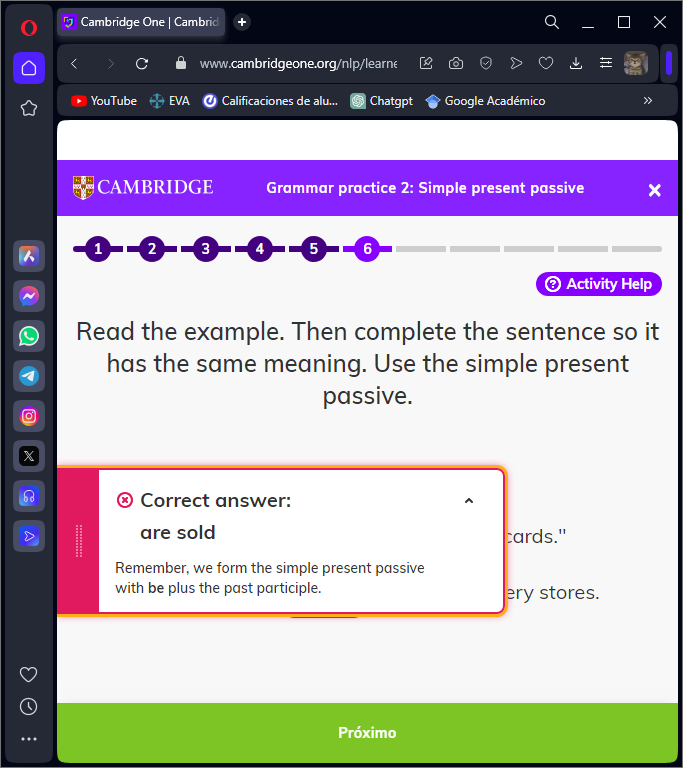 Cambridge One | Cambrid
www.cambridgeone.org/nlp/learne
YouTube
EVA
Calificaciones de alu...
Chatgpt
Google Académico
CAMBRIDGE
Grammar practice 2: Simple present passive
1 2 3 4 5 6
Activity Help
Read the example. Then complete the sentence so it
has the same meaning. Use the simple present
passive.
Correct answer:
are sold
Remember, we form the simple present passive
with be plus the past participle.
cards."
ery stores.
Próximo